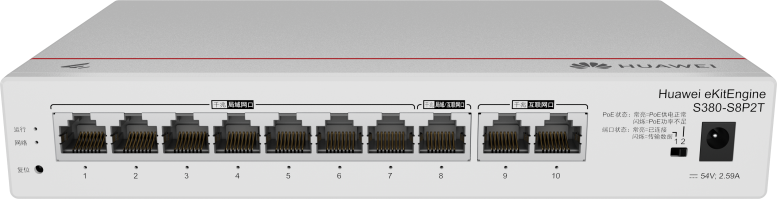 HUAWEI
Huawei eKitEngine
S380-S8P2T
千兆 局域网口
千兆 局域/互联网口
千兆 互联网口
PoE状态: 常亮=PoE供电正常
闪烁=PoE功率不足
端口状态: 常亮=已连接
闪烁=传输数据
1 2
运行
网络
复位
1 2 3 4 5 6 7 8 9 10
54V; 2.59A